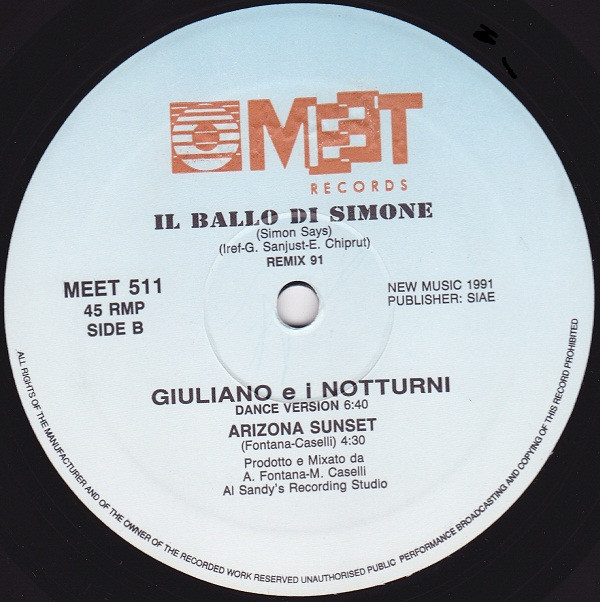 MEET
RECORDS
IL BALLO DI SIMONE
(Simon Says)
(Iref-G. Sanjust-E. Chiprut)
REMIX 91
MEET 511
45 RMP
SIDE B
NEW MUSIC 1991
PUBLISHER: SIAE
GIULIANO e i NOTTURNI
DANCE VERSION 6:40
ARIZONA SUNSET
(Fontana-Caselli) 4:30
Prodotto e Mixato da
A. Fontana-M. Caselli
Al Sandy's Recording Studio
ALL RIGHTS OF THE MANUFACTURER AND OF THE OWNER OF THE RECORDED WORK RESERVED UNAUTHORISED PUBLIC PERFORMANCE BROADCASTING AND COPYING OF THIS RECORD PROHIBITED